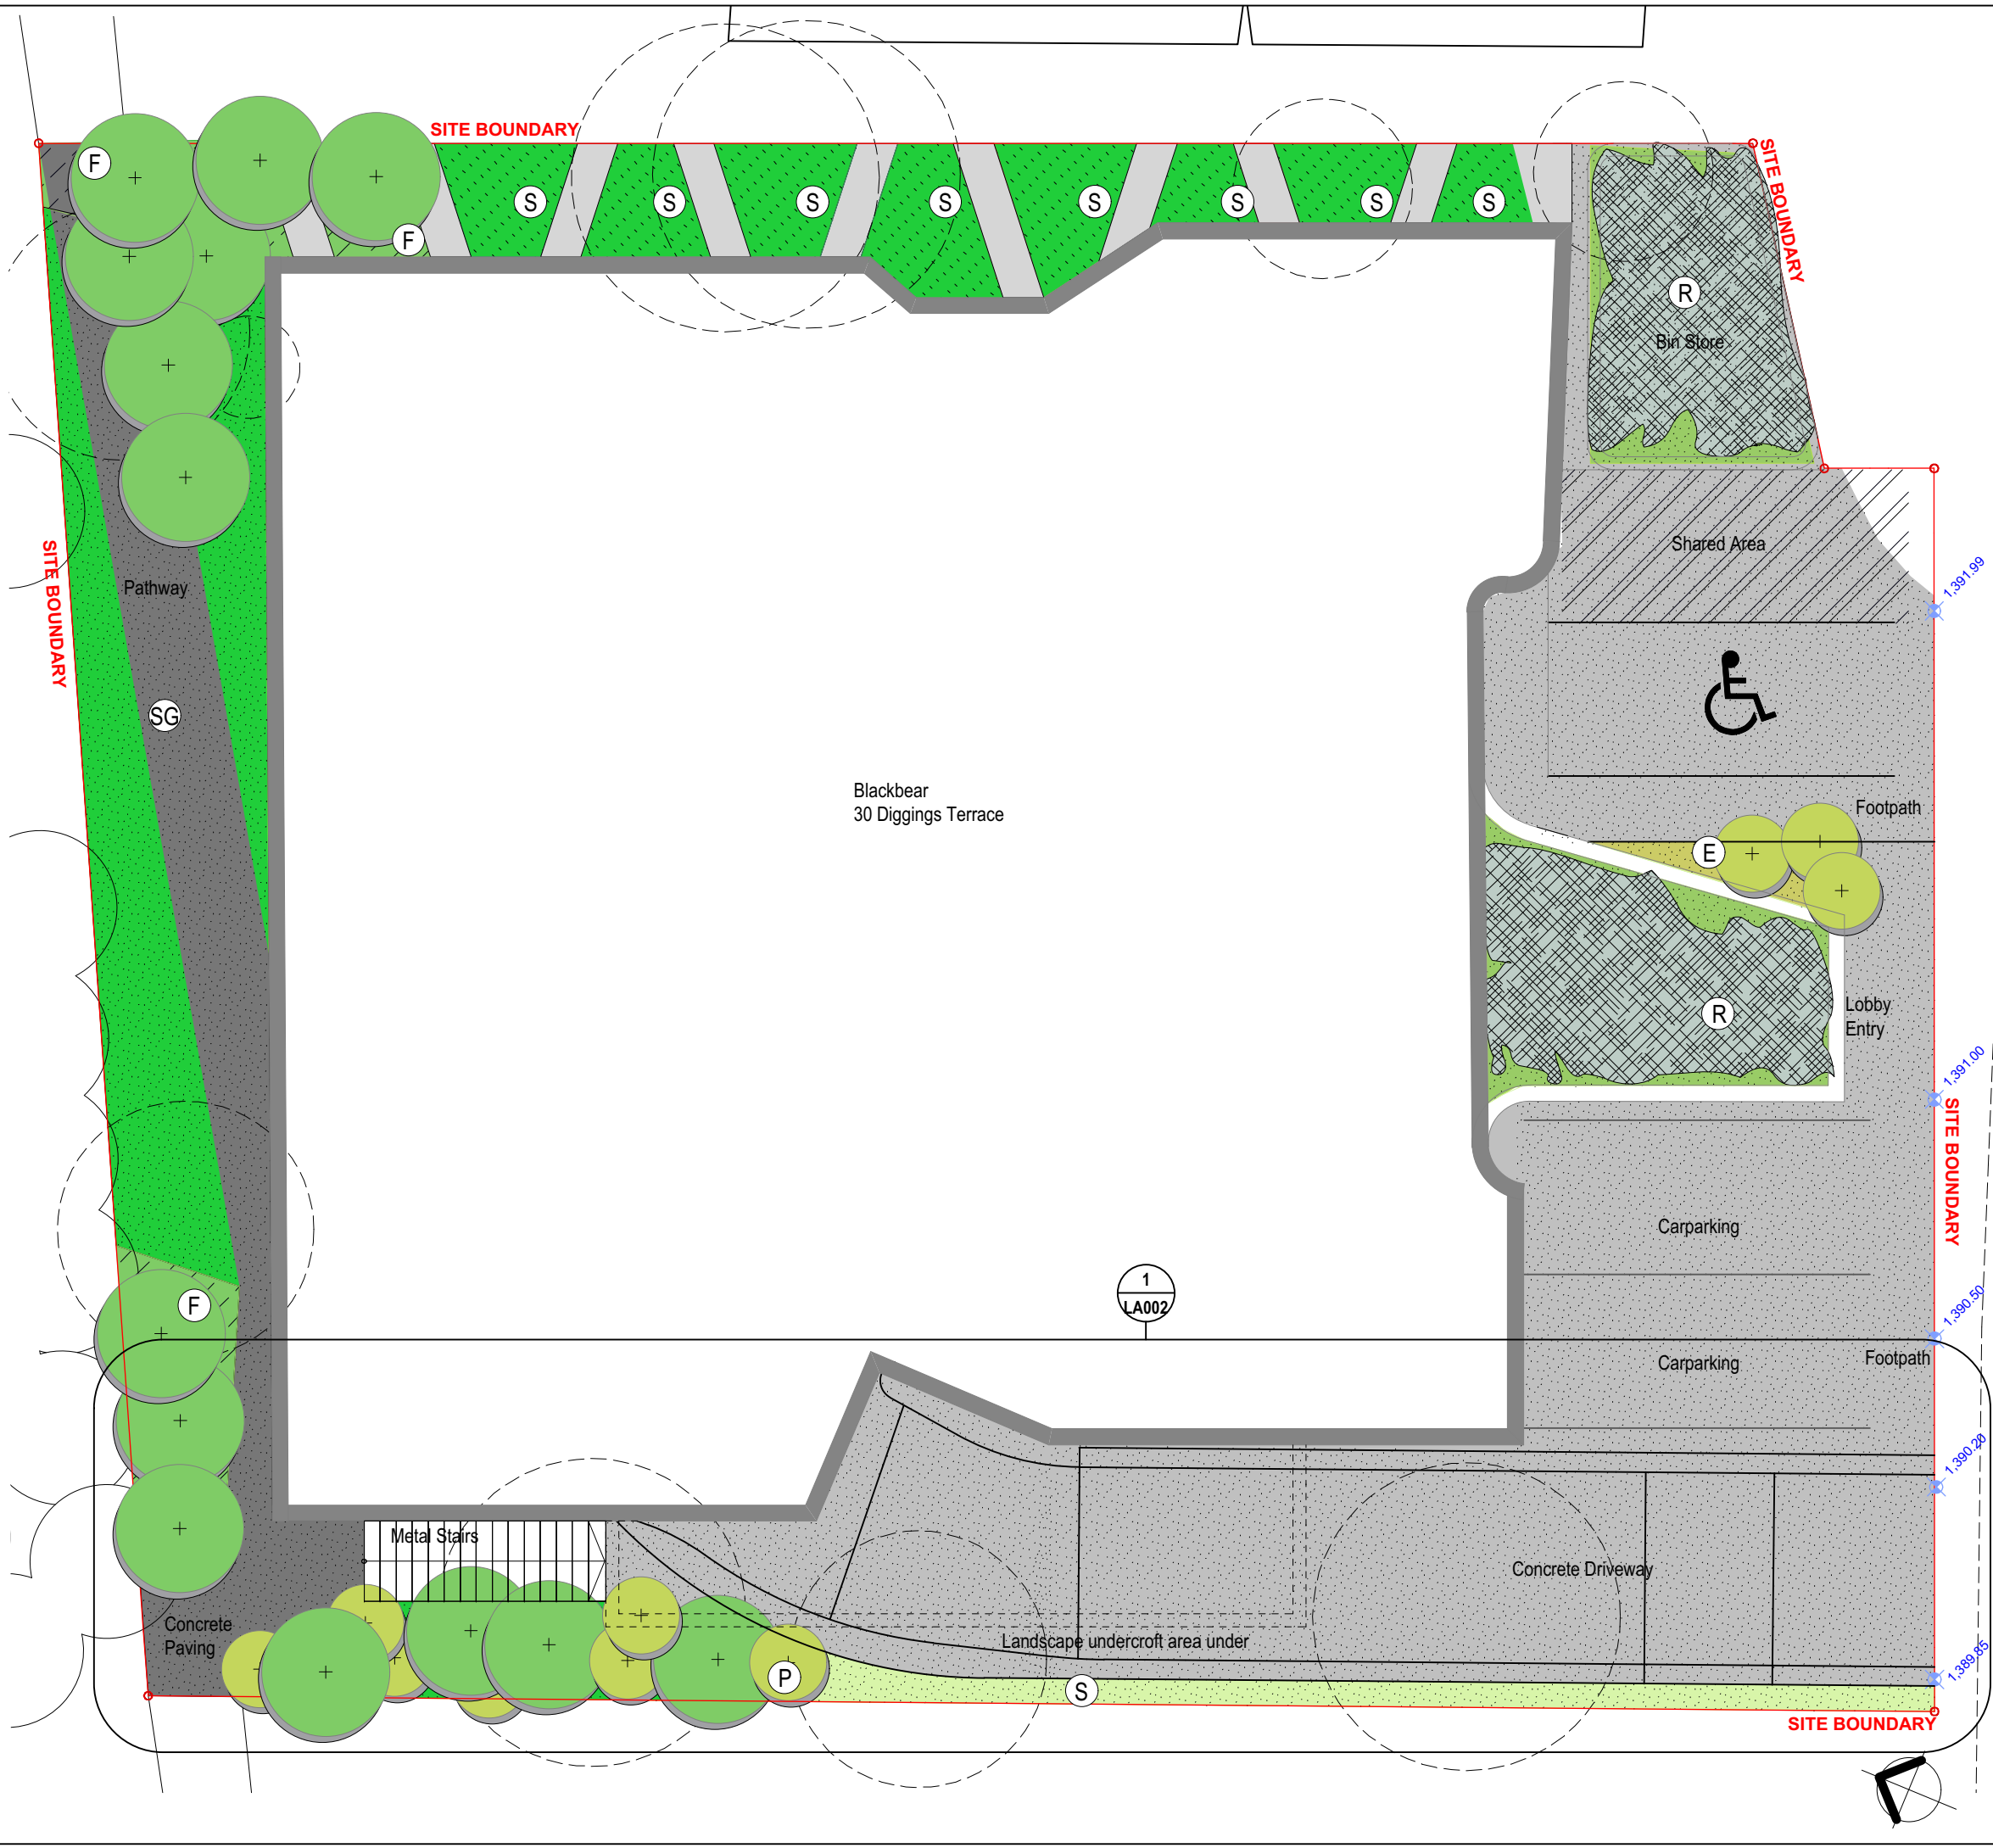 SITE BOUNDARY
SITE BOUNDARY
F
F
S
S
S
S
S
S
S
S
R
Bin Store
SITE BOUNDARY
Pathway
SG
Shared Area
1,391.99
Blackbear
30 Diggings Terrace
Footpath
E
R
Lobby
Entry
1,391.00
SITE BOUNDARY
Carparking
1
LA002
F
1,390.50
Carparking
Footpath
1,390.20
Metal Stairs
Concrete Driveway
Concrete
Paving
Landscape undercroft area under
P
S
1,389.85
SITE BOUNDARY